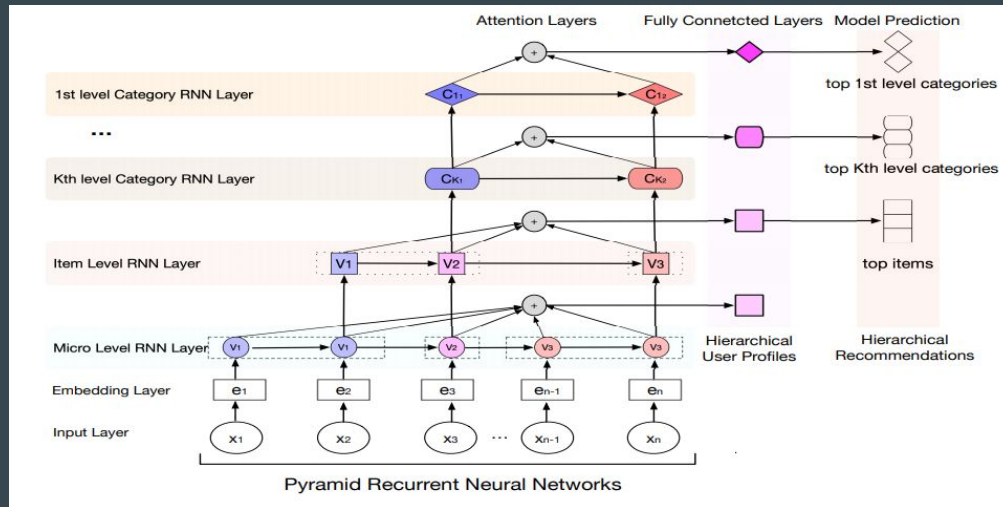 Attention Layers Fully Connetcted Layers Model Prediction
+
top 1st level categories
1st level Category RNN Layer C11 C12
...
+
top Kth level categories
Kth level Category RNN Layer CK1 CK2
+
Item Level RNN Layer V1 V2 V3 top items
+
Micro Level RNN Layer V1 V1 V2 V3 V3
Hierarchical User Profiles
Hierarchical Recommendations
Embedding Layer e1 e2 e3 en-1 en
Input Layer x1 x2 x3 ... xn-1 xn
Pyramid Recurrent Neural Networks